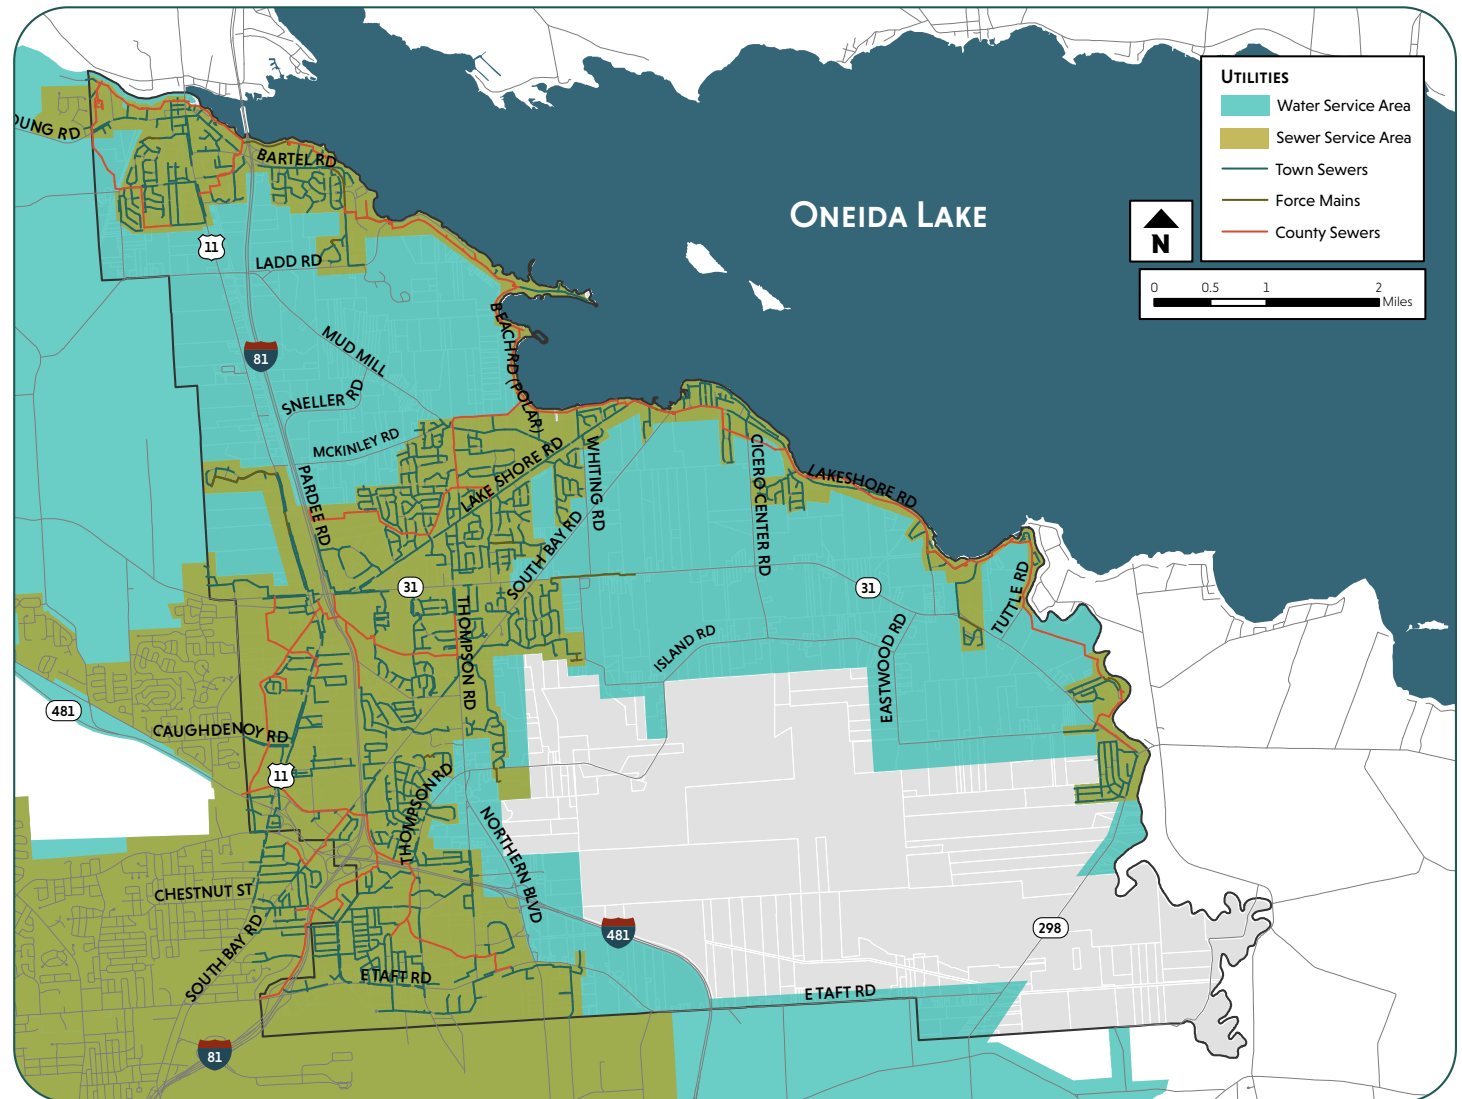 UTILITIES
Water Service Area
Sewer Service Area
Town Sewers
Force Mains
County Sewers
N
0 0.5 1 2
Miles
ONEIDA LAKE
OUNG RD
BARTEL RD
11
LADD RD
81
MUD MILL
SNELLER RD
MCKINLEY RD
BEACH RD (POLAR)
PARDEE RD
LAKE SHORE RD
WHITING RD
SOUTH BAY RD
CICERO CENTER RD
LAKESHORE RD
31
31
THOMPSON RD
ISLAND RD
EASTWOOD RD
TUTTLE RD
481
CAUGHDENOY RD
11
THOMPSON RD
NORTHERN BLVD
CHESTNUT ST
SOUTH BAY RD
481
298
E TAFT RD
E TAFT RD
81